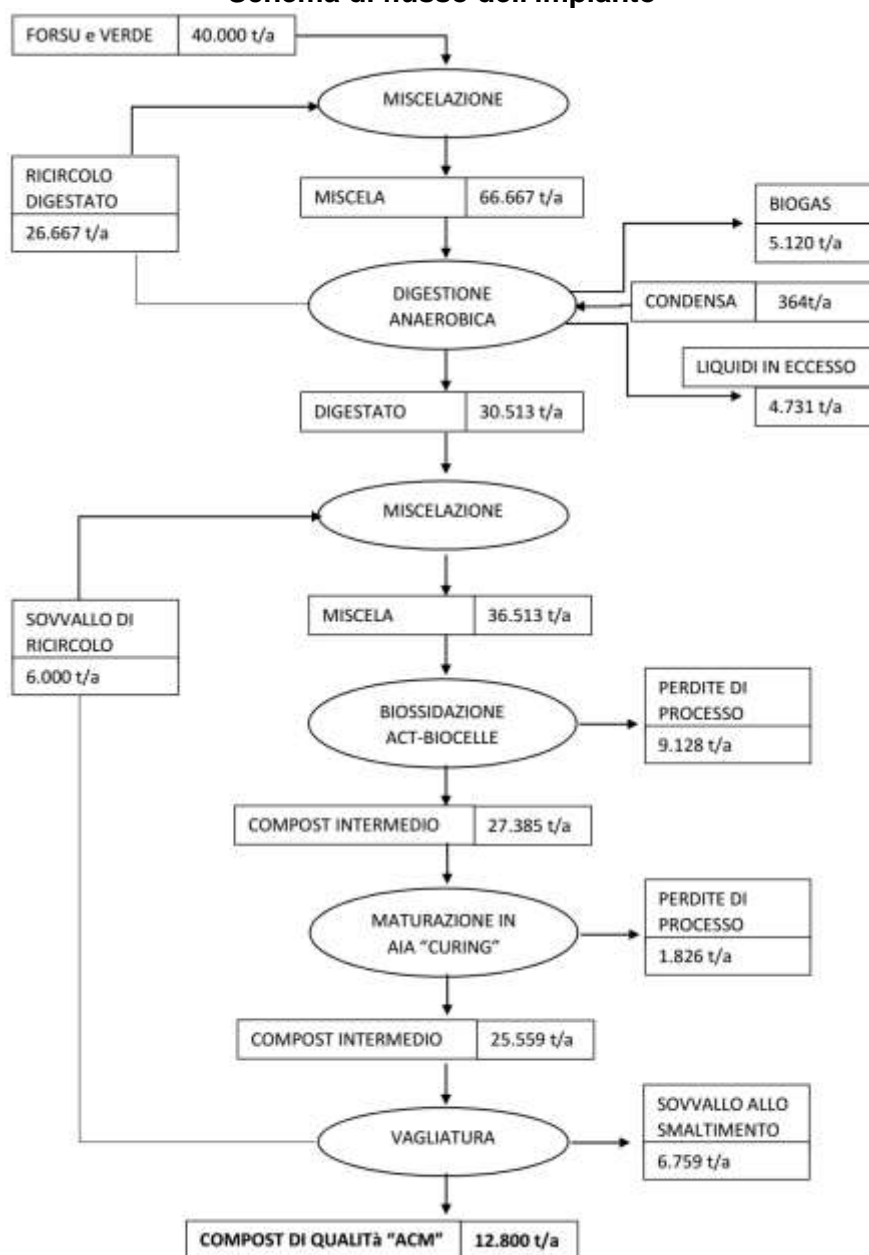 Schema di flusso dell'impianto
FORSU e VERDE 40.000 t/a
MISCELAZIONE
RICIRCOLO
DIGESTATO
26.667 t/a
MISCELA 66.667 t/a
BIOGAS
5.120 t/a
DIGESTIONE
ANAEROBICA
CONDENSA 364t/a
LIQUIDI IN ECCESSO
4.731 t/a
DIGESTATO 30.513 t/a
MISCELAZIONE
SOVVALLO DI
RICIRCOLO
6.000 t/a
MISCELA 36.513 t/a
BIOSSIDAZIONE
ACT-BIOCELLE
PERDITE DI
PROCESSO
9.128 t/a
COMPOST INTERMEDIO 27.385 t/a
MATURAZIONE IN
AIA "CURING"
PERDITE DI
PROCESSO
1.826 t/a
COMPOST INTERMEDIO 25.559 t/a
VAGLIATURA
SOVVALLO ALLO
SMALTIMENTO
6.759 t/a
COMPOST DI QUALITà "ACM" 12.800 t/a